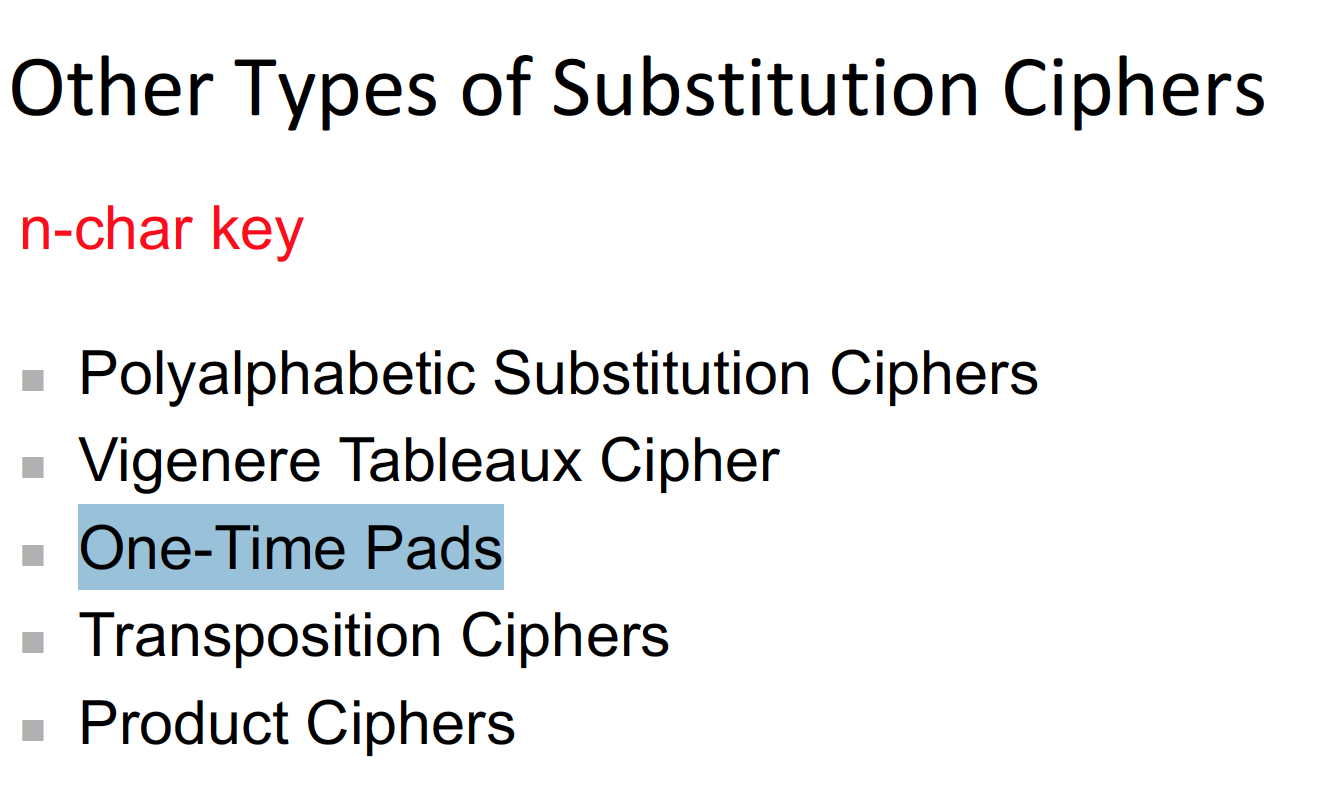 Other Types of Substitution Ciphers
n-char key
Polyalphabetic Substitution Ciphers
Vigenere Tableaux Cipher
One-Time Pads
Transposition Ciphers
Product Ciphers